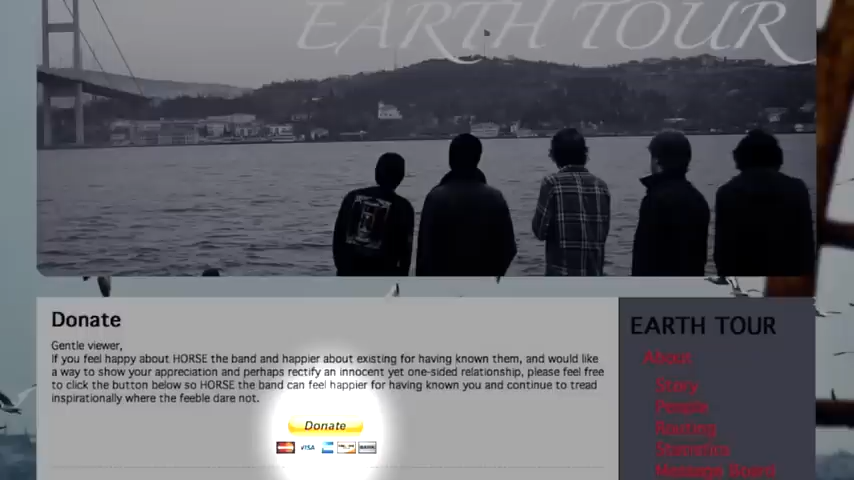 EARTH TOUR
Donate
Gentle viewer,
If you feel happy about HORSE the band and happier about existing for having known them, and would like
a way to show your appreciation and perhaps rectify an innocent yet one-sided relationship, please feel free
to click the button below so HORSE the band can feel happier for having known you and continue to tread
inspirationally where the feeble dare not.
Donate
VISA
EARTH TOUR
About
Story
People
Routing
Statistics
Message Board